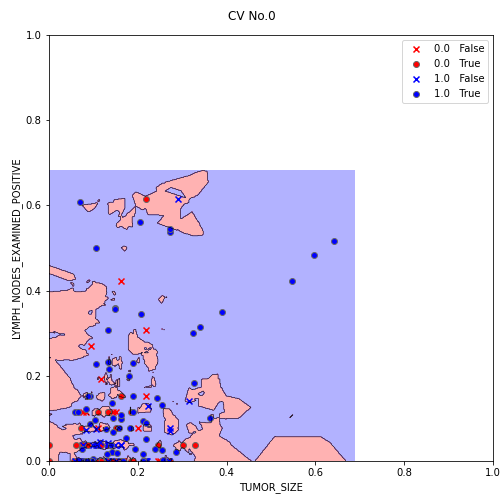 CV No.0
1.0
0.8
0.6
0.4
0.2
0.0
LYMPH_NODES_EXAMINED_POSITIVE
0.0 False
0.0 True
1.0 False
1.0 True
0.0 0.2 0.4 0.6 0.8 1.0
TUMOR_SIZE